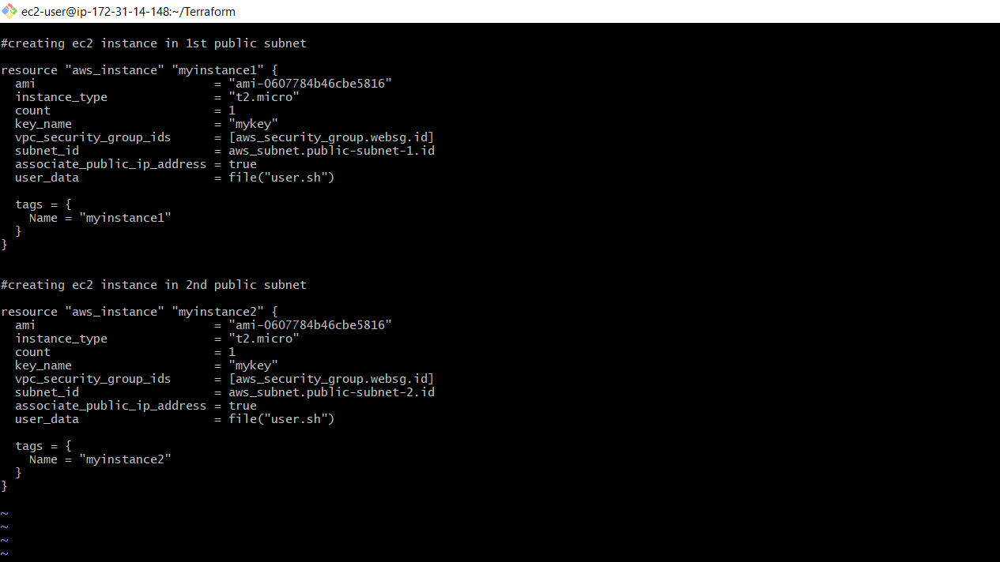 ec2-user@ip-172-31-14-148:~/Terraform
#creating ec2 instance in 1st public subnet
resource "aws_instance" "myinstance1" {
  ami                         = "ami-0607784b46cbe5816"
  instance_type               = "t2.micro"
  count                       = 1
  key_name                    = "mykey"
  vpc_security_group_ids      = [aws_security_group.websg.id]
  subnet_id                   = aws_subnet.public-subnet-1.id
  associate_public_ip_address = true
  user_data                   = file("user.sh")
  tags = {
    Name = "myinstance1"
  }
}
#creating ec2 instance in 2nd public subnet
resource "aws_instance" "myinstance2" {
  ami                         = "ami-0607784b46cbe5816"
  instance_type               = "t2.micro"
  count                       = 1
  key_name                    = "mykey"
  vpc_security_group_ids      = [aws_security_group.websg.id]
  subnet_id                   = aws_subnet.public-subnet-2.id
  associate_public_ip_address = true
  user_data                   = file("user.sh")
  tags = {
    Name = "myinstance2"
  }
}
~
~
~
~